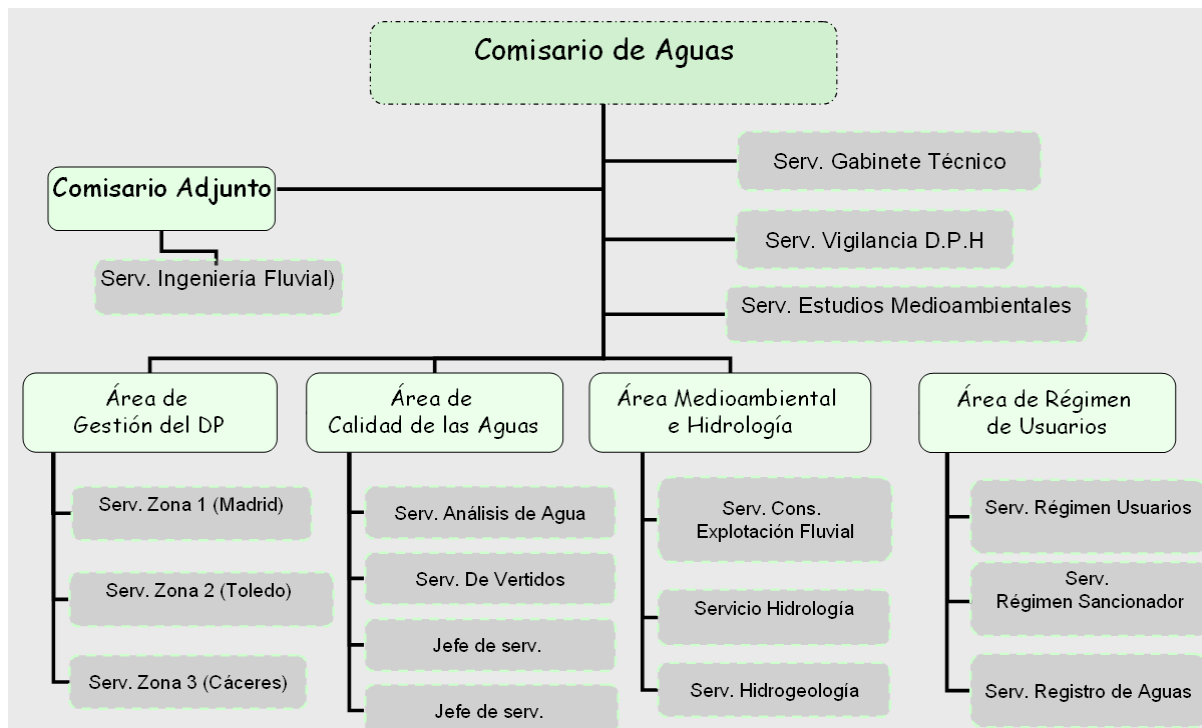 Comisario de Aguas
Serv. Gabinete Técnico
Comisario Adjunto
Serv. Vigilancia D.P.H
Serv. Ingeniería Fluvial)
Serv. Estudios Medioambientales
Área de
Gestión del DP
Serv. Zona 1 (Madrid)
Serv. Zona 2 (Toledo)
Serv. Zona 3 (Cáceres)
Área de
Calidad de las Aguas
Serv. Análisis de Agua
Serv. De Vertidos
Jefe de serv.
Jefe de serv.
Área Medioambiental
e Hidrología
Serv. Cons.
Explotación Fluvial
Servicio Hidrología
Serv. Hidrogeología
Área de Régimen
de Usuarios
Serv. Régimen Usuarios
Serv.
Régimen Sancionador
Serv. Registro de Aguas